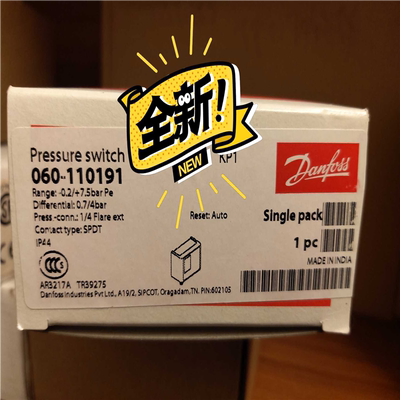 全新!
NEW
Pressure switch
KP1
060-110191
Range: -0.2/+7.5bar Pe
Differential: 0.7/4bar
Press.-conn.: 1/4 Flare ext
Contact type: SPDT
IP44
Reset: Auto
Danfoss
Single pack
1 pc
MADE IN INDIA
CCC
AR3217A TR39275
Danfoss Industries Pvt Ltd., A19/2, SIPCOT, Oragadam,TN. PIN:602105